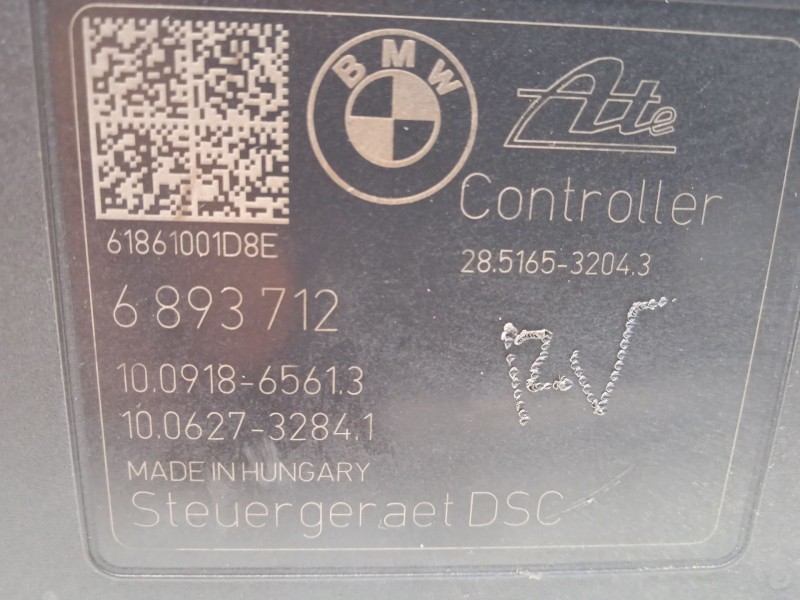 BMW
Ate
Controller
61861001D8E
28.5165-3204.3
6 893 712
10.0918-6561.3
10.0627-3284.1
MADE IN HUNGARY
Steuergeraet DSC